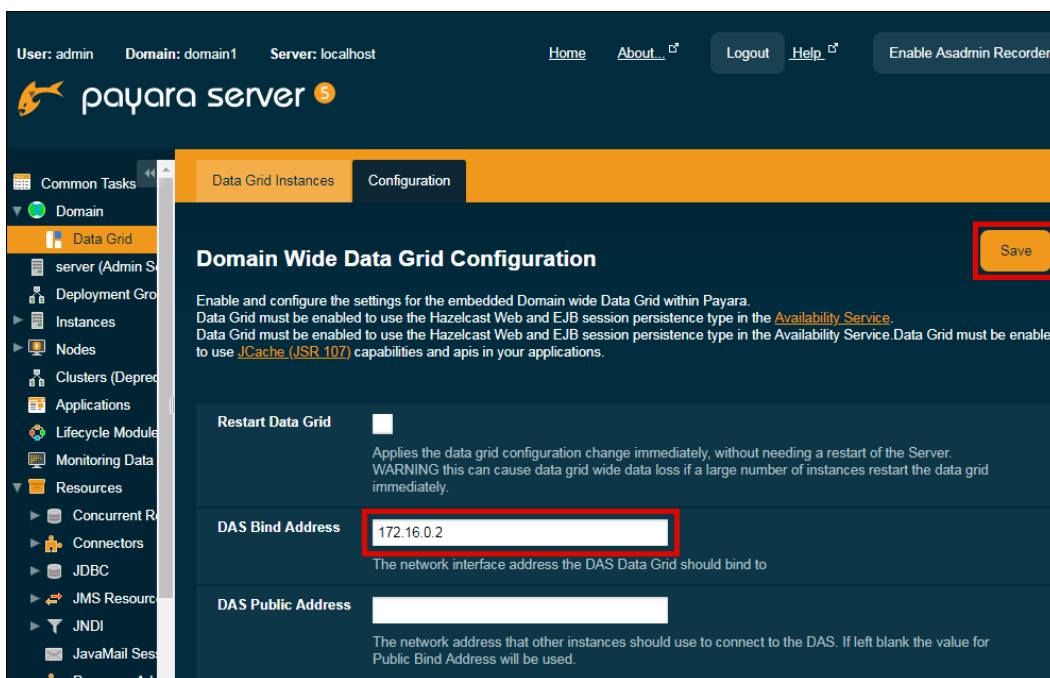 User: admin Domain: domain1 Server: localhost Home About... Logout Help Enable Asadmin Recorder
payara server 5
Common Tasks
Domain
Data Grid
server (Admin Se
Deployment Gro
Instances
Nodes
Clusters (Deprec
Applications
Lifecycle Module
Monitoring Data
Resources
Concurrent Re
Connectors
JDBC
JMS Resourc
JNDI
JavaMail Sess
Data Grid Instances Configuration
Domain Wide Data Grid Configuration
Save
Enable and configure the settings for the embedded Domain wide Data Grid within Payara.
Data Grid must be enabled to use the Hazelcast Web and EJB session persistence type in the Availability Service.
Data Grid must be enabled to use the Hazelcast Web and EJB session persistence type in the Availability Service.Data Grid must be enable
to use JCache (JSR 107) capabilities and apis in your applications.
Restart Data Grid
Applies the data grid configuration change immediately, without needing a restart of the Server.
WARNING this can cause data grid wide data loss if a large number of instances restart the data grid
immediately.
DAS Bind Address
172.16.0.2
The network interface address the DAS Data Grid should bind to
DAS Public Address
The network address that other instances should use to connect to the DAS. If left blank the value for
Public Bind Address will be used.